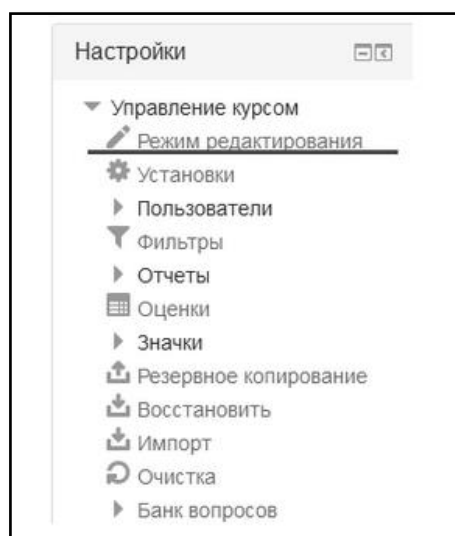 Настройки
Управление курсом
Режим редактирования
Установки
Пользователи
Фильтры
Отчеты
Оценки
Значки
Резервное копирование
Восстановить
Импорт
Очистка
Банк вопросов